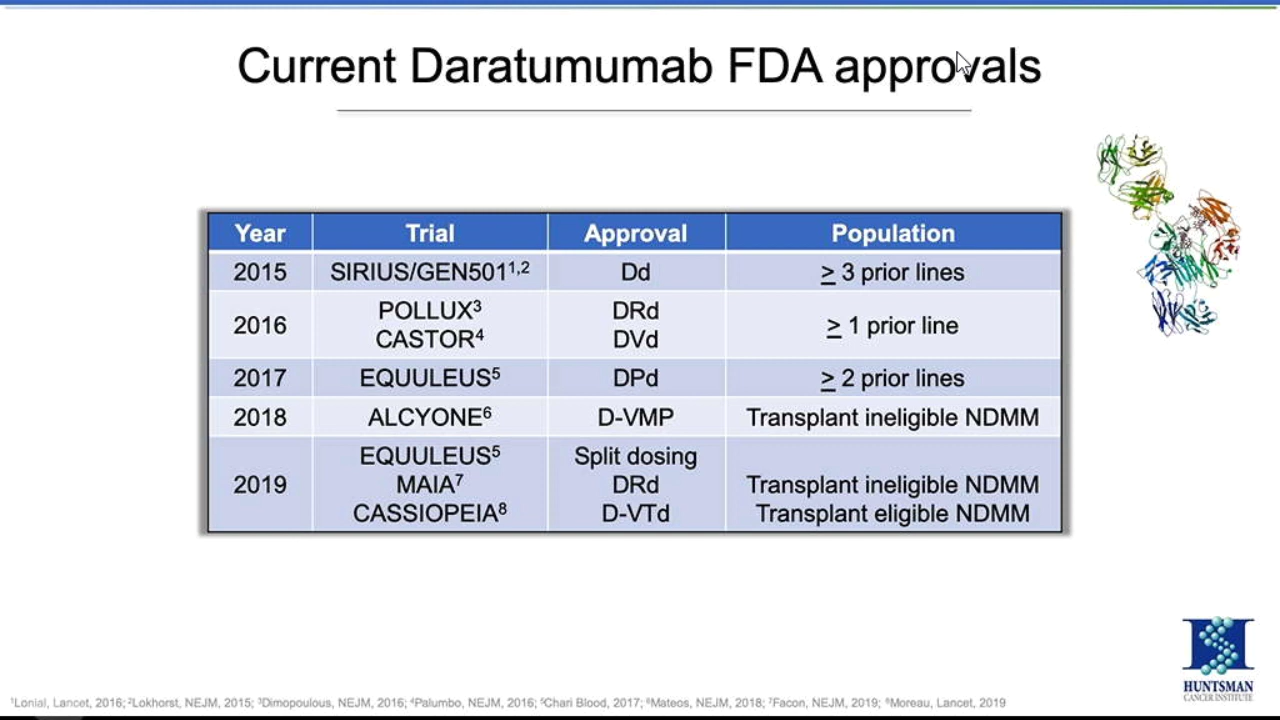 Current Daratumumab FDA approvals
Year Trial Approval Population
2015 SIRIUS/GEN501¹,² Dd ≥ 3 prior lines
2016 POLLUX³ DRd ≥ 1 prior line
CASTOR⁴ DVd
2017 EQUULEUS⁵ DPd ≥ 2 prior lines
2018 ALCYONE⁶ D-VMP Transplant ineligible NDMM
2019 EQUULEUS⁵ Split dosing
MAIA⁷ DRd Transplant ineligible NDMM
CASSIOPEIA⁸ D-VTd Transplant eligible NDMM
HUNTSMAN
CANCER INSTITUTE
¹Lonial, Lancet, 2016; ²Lokhorst, NEJM, 2015; ³Dimopoulous, NEJM, 2016; ⁴Palumbo, NEJM, 2016; ⁵Chari Blood, 2017; ⁶Mateos, NEJM, 2018; ⁷Facon, NEJM, 2019; ⁸Moreau, Lancet, 2019